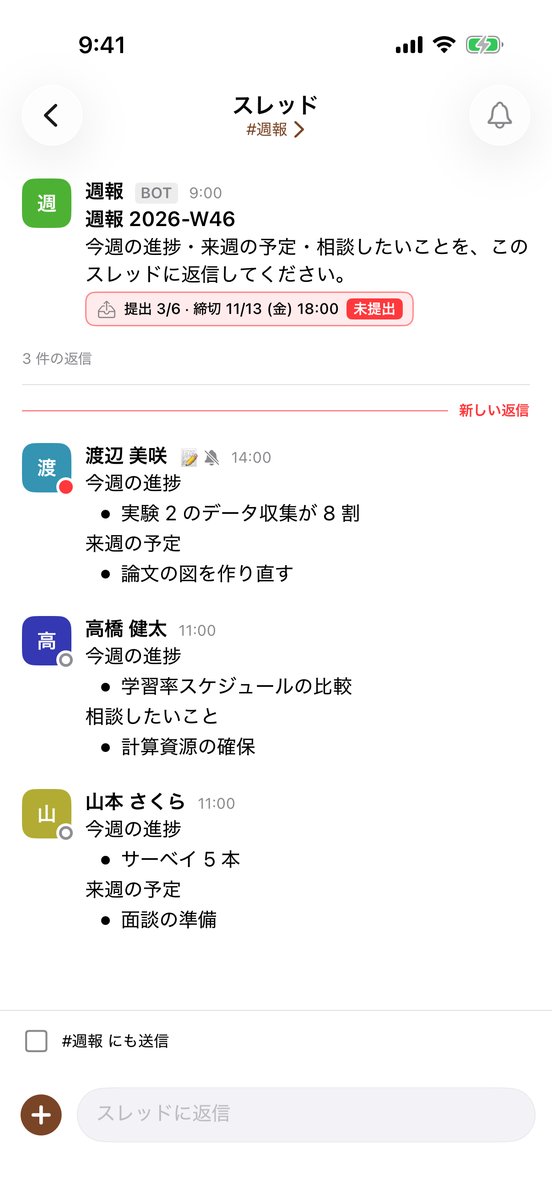 9:41
スレッド
#週報
週 週報 BOT 9:00
週報 2026-W46
今週の進捗・来週の予定・相談したいことを、この
スレッドに返信してください。
提出 3/6 · 締切 11/13 (金) 18:00 未提出
3 件の返信
新しい返信
渡 渡辺 美咲 14:00
今週の進捗
• 実験 2 のデータ収集が 8 割
来週の予定
• 論文の図を作り直す
高 高橋 健太 11:00
今週の進捗
• 学習率スケジュールの比較
相談したいこと
• 計算資源の確保
山 山本 さくら 11:00
今週の進捗
• サーベイ 5 本
来週の予定
• 面談の準備
#週報 にも送信
スレッドに返信